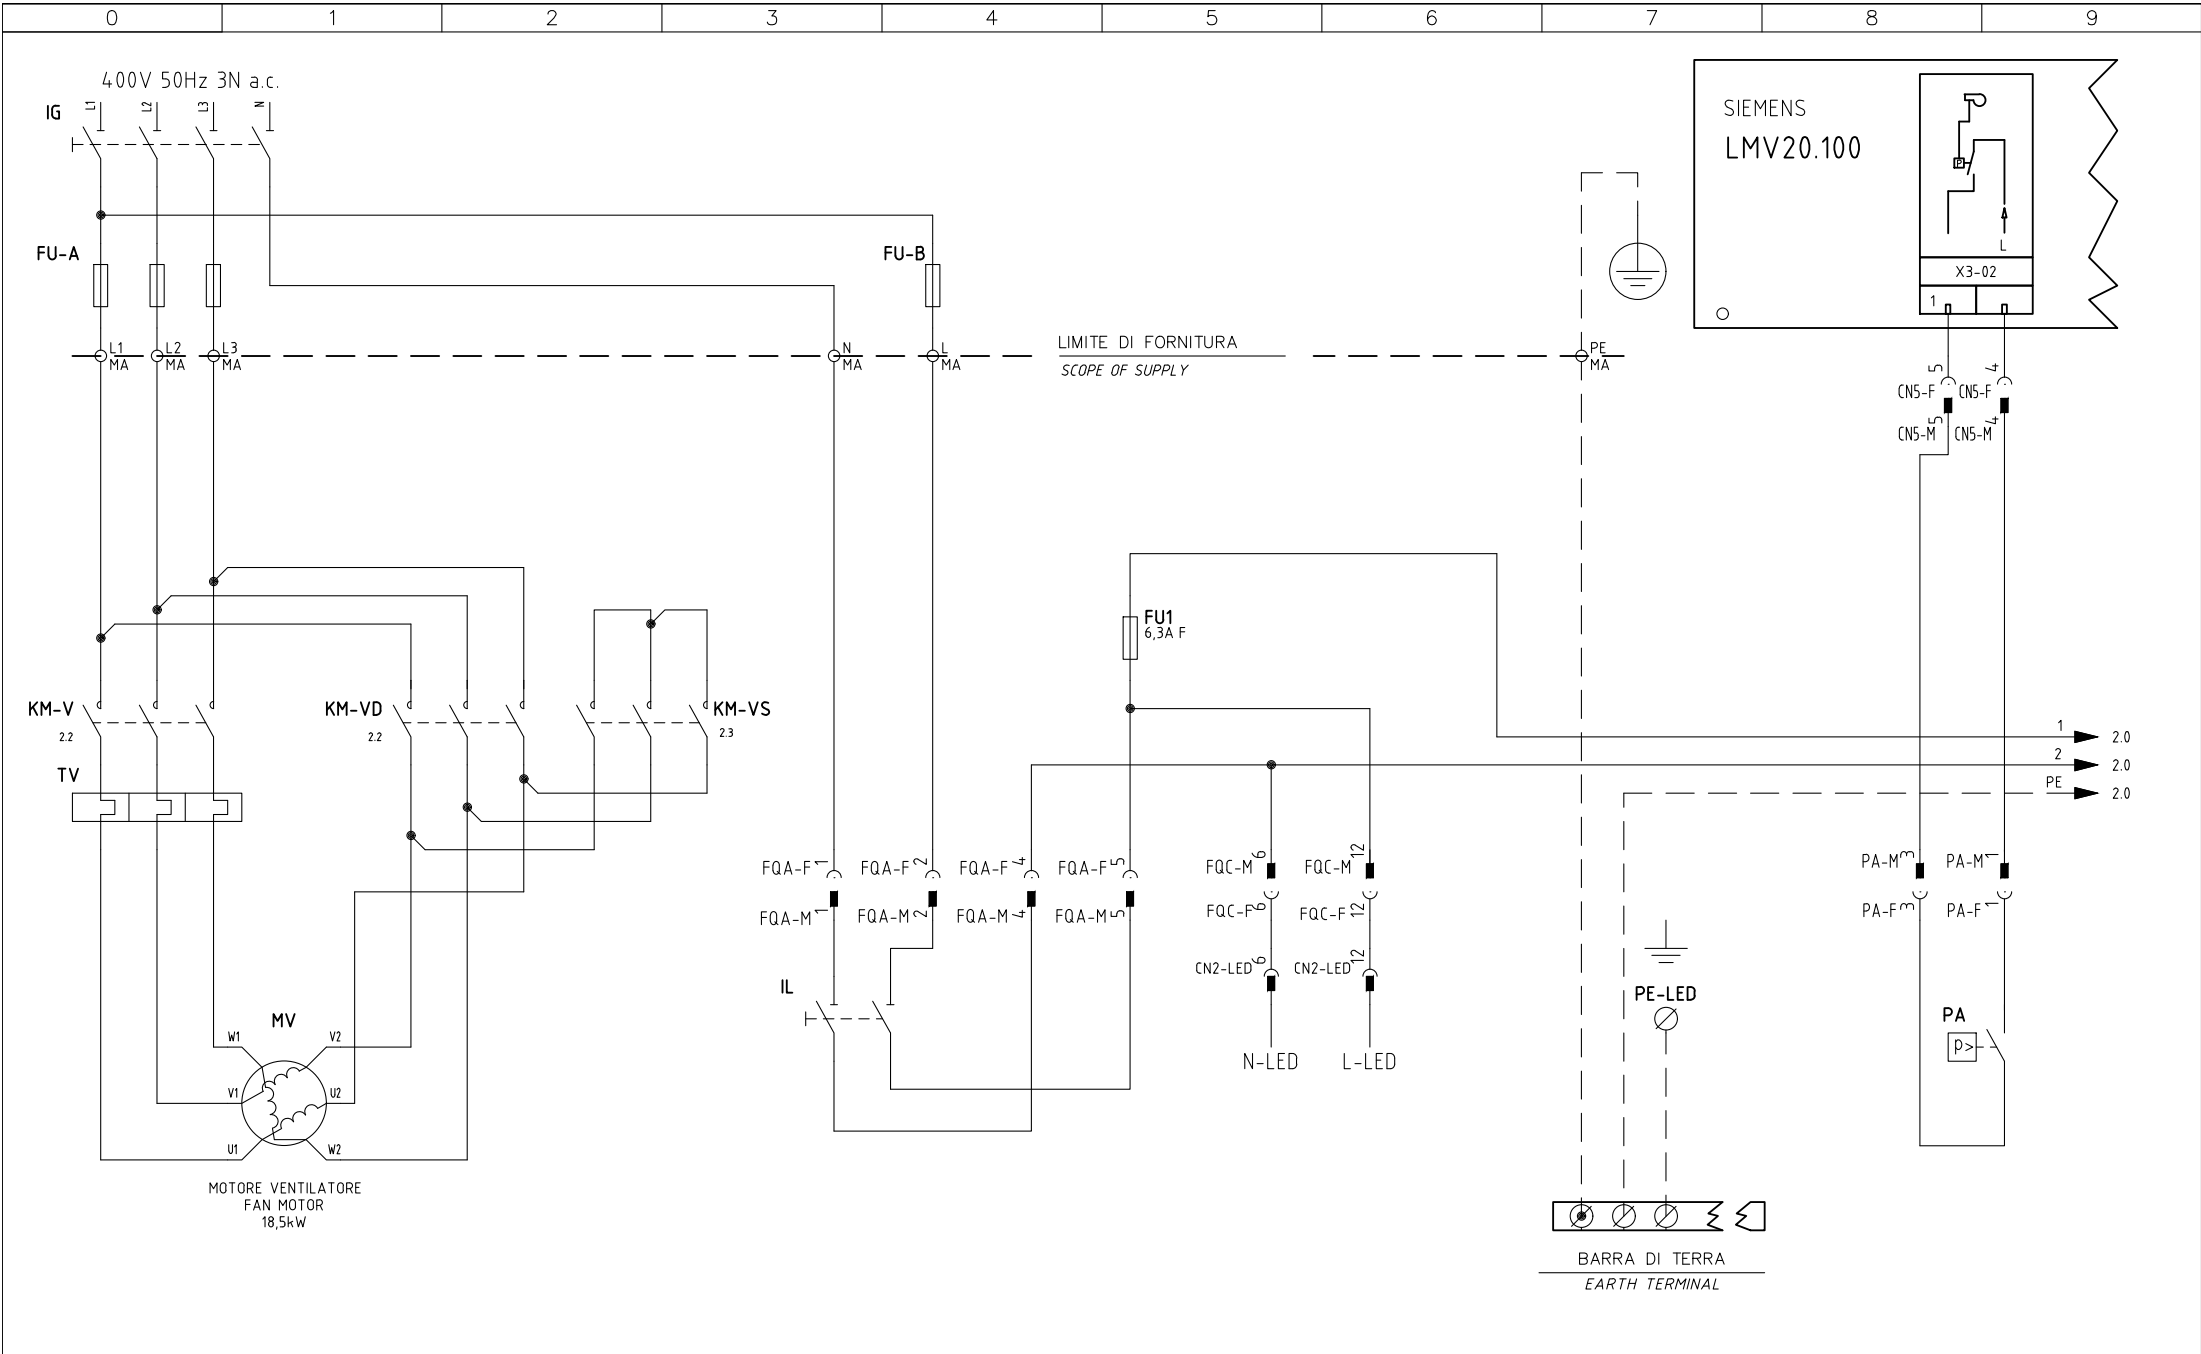 0 1 2 3 4 5 6 7 8 9
400V 50Hz 3N a.c.
IG
L1 L2 L3 N
SIEMENS
LMV20.100
P
L
X3-02
1
FU-A
FU-B
L1
MA
L2
MA
L3
MA
N
MA
L
MA
LIMITE DI FORNITURA
SCOPE OF SUPPLY
PE
MA
5 4
CN5-F CN5-F
5 4
CN5-M CN5-M
FU1
6,3A F
KM-V
2.2
KM-VD
2.2
KM-VS
2.3
TV
1 2.0
2 2.0
PE 2.0
FQA-F 1 FQA-F 2 FQA-F 4 FQA-F 5
FQA-M 1 FQA-M 2 FQA-M 4 FQA-M 5
FQC-M 6 FQC-M 12
FQC-F 6 FQC-F 12
CN2-LED 6 CN2-LED 12
PA-M 3 PA-M 1
PA-F 3 PA-F 1
IL
N-LED L-LED
PE-LED
PA
P>
MV
W1 V2
V1 U2
U1 W2
MOTORE VENTILATORE
FAN MOTOR
18,5kW
BARRA DI TERRA
EARTH TERMINAL